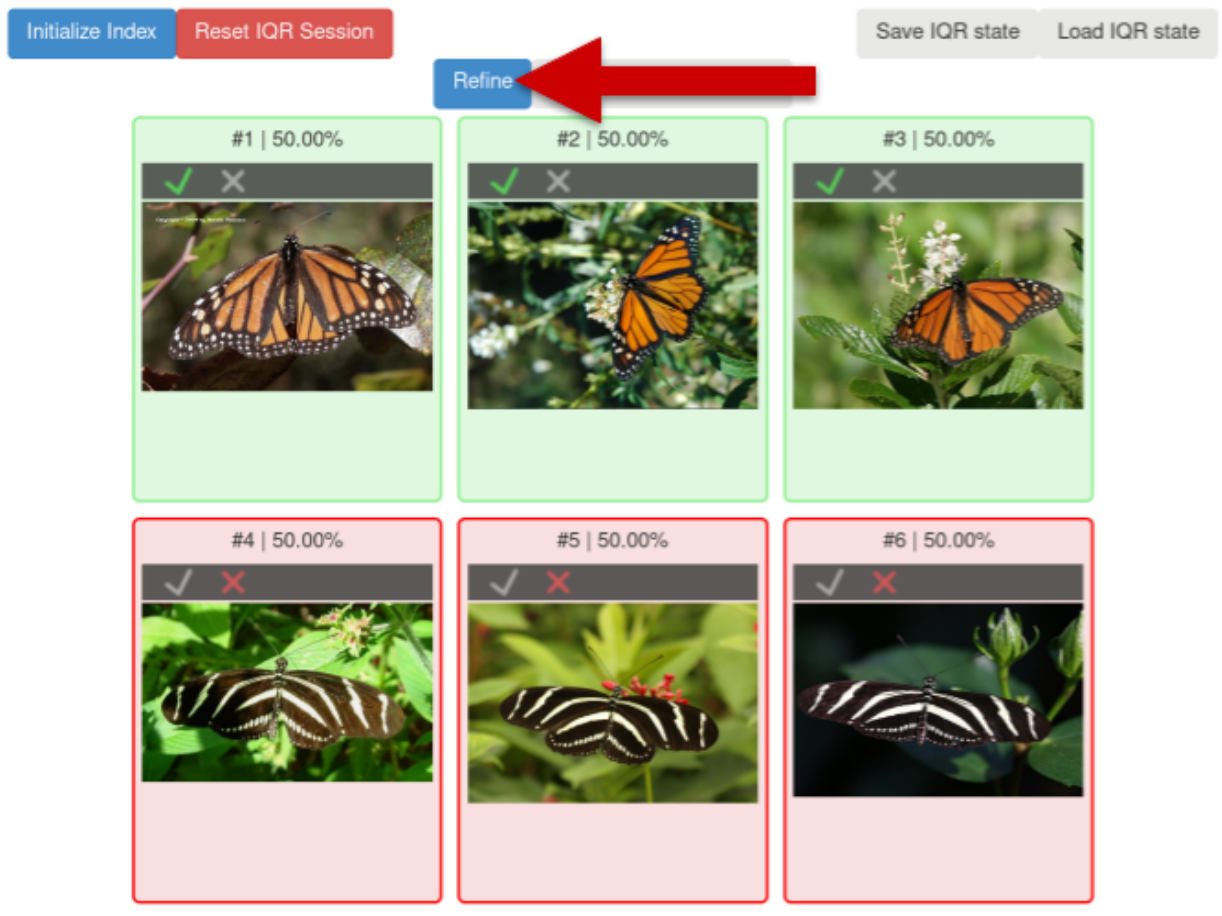 Initialize Index Reset IQR Session Save IQR state Load IQR state
Refine
#1 | 50.00% #2 | 50.00% #3 | 50.00%
#4 | 50.00% #5 | 50.00% #6 | 50.00%